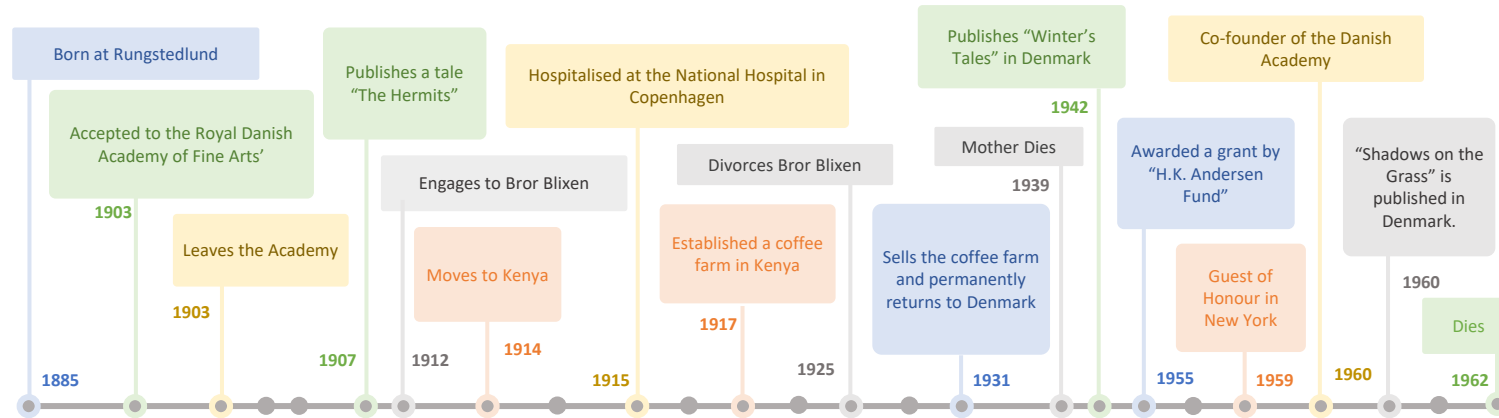 Born at Rungstedlund
1885
Accepted to the Royal Danish
Academy of Fine Arts’
1903
Leaves the Academy
1903
Publishes a tale
“The Hermits”
1907
Engages to Bror Blixen
1912
Moves to Kenya
1914
Hospitalised at the National Hospital in
Copenhagen
1915
Established a coffee
farm in Kenya
1917
Divorces Bror Blixen
1925
Sells the coffee farm
and permanently
returns to Denmark
1931
Mother Dies
1939
Publishes “Winter’s
Tales” in Denmark
1942
Awarded a grant by
“H.K. Andersen
Fund”
1955
Guest of
Honour in
New York
1959
Co-founder of the Danish
Academy
1960
“Shadows on the
Grass” is
published in
Denmark.
1960
Dies
1962